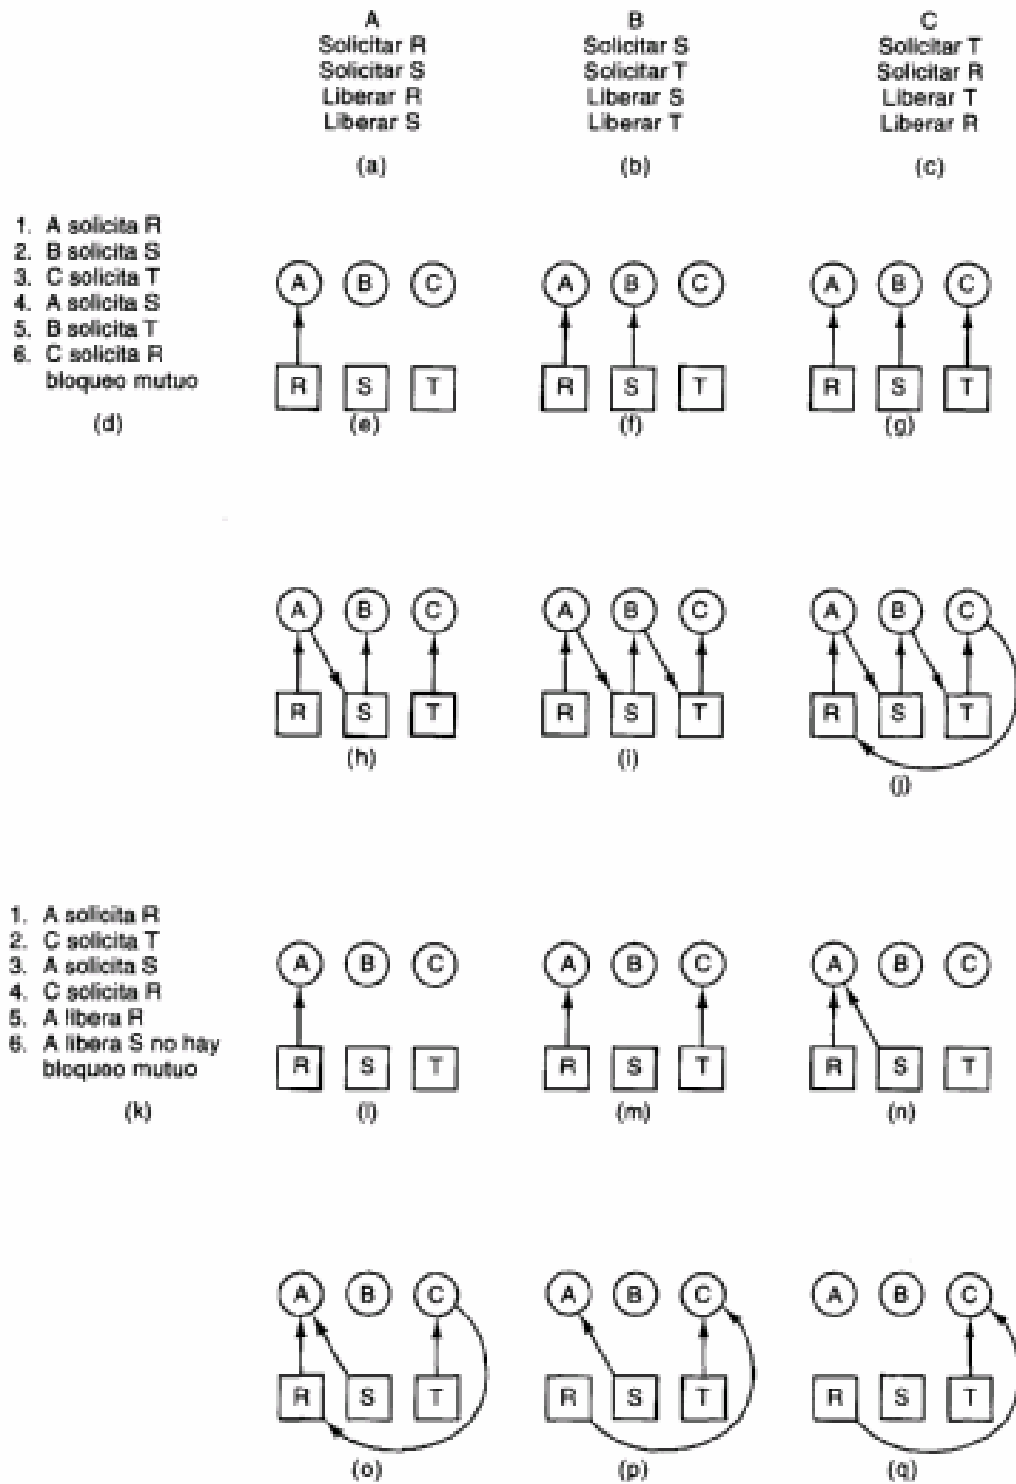 A
Solicitar R
Solicitar S
Liberar R
Liberar S
(a)
B
Solicitar S
Solicitar T
Liberar S
Liberar T
(b)
C
Solicitar T
Solicitar R
Liberar T
Liberar R
(c)
1. A solicita R
2. B solicita S
3. C solicita T
4. A solicita S
5. B solicita T
6. C solicita R
bloqueo mutuo
(d)
A B C
R S T
(e)
A B C
R S T
(f)
A B C
R S T
(g)
A B C
R S T
(h)
A B C
R S T
(i)
A B C
R S T
(j)
1. A solicita R
2. C solicita T
3. A solicita S
4. C solicita R
5. A libera R
6. A libera S no hay
bloqueo mutuo
(k)
A B C
R S T
(l)
A B C
R S T
(m)
A B C
R S T
(n)
A B C
R S T
(o)
A B C
R S T
(p)
A B C
R S T
(q)